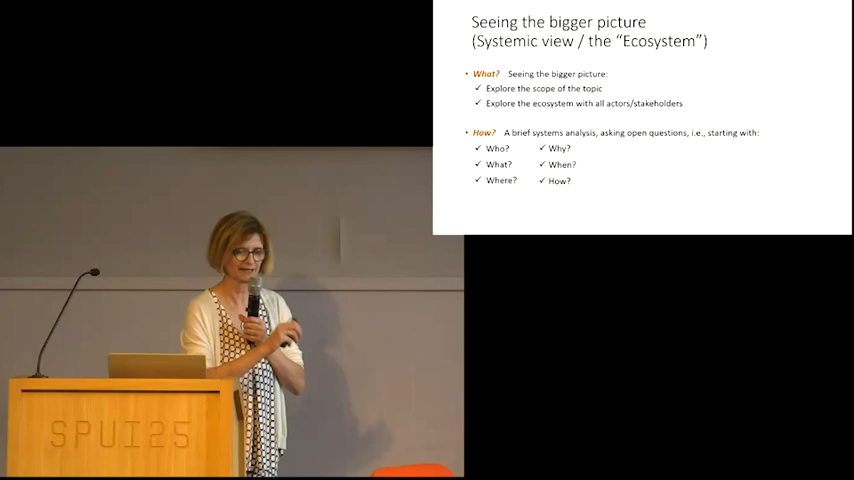 Seeing the bigger picture
(Systemic view / the “Ecosystem”)
• What? Seeing the bigger picture:
✓ Explore the scope of the topic
✓ Explore the ecosystem with all actors/stakeholders
• How? A brief systems analysis, asking open questions, i.e., starting with:
✓ Who? ✓ Why?
✓ What? ✓ When?
✓ Where? ✓ How?
SPUI25